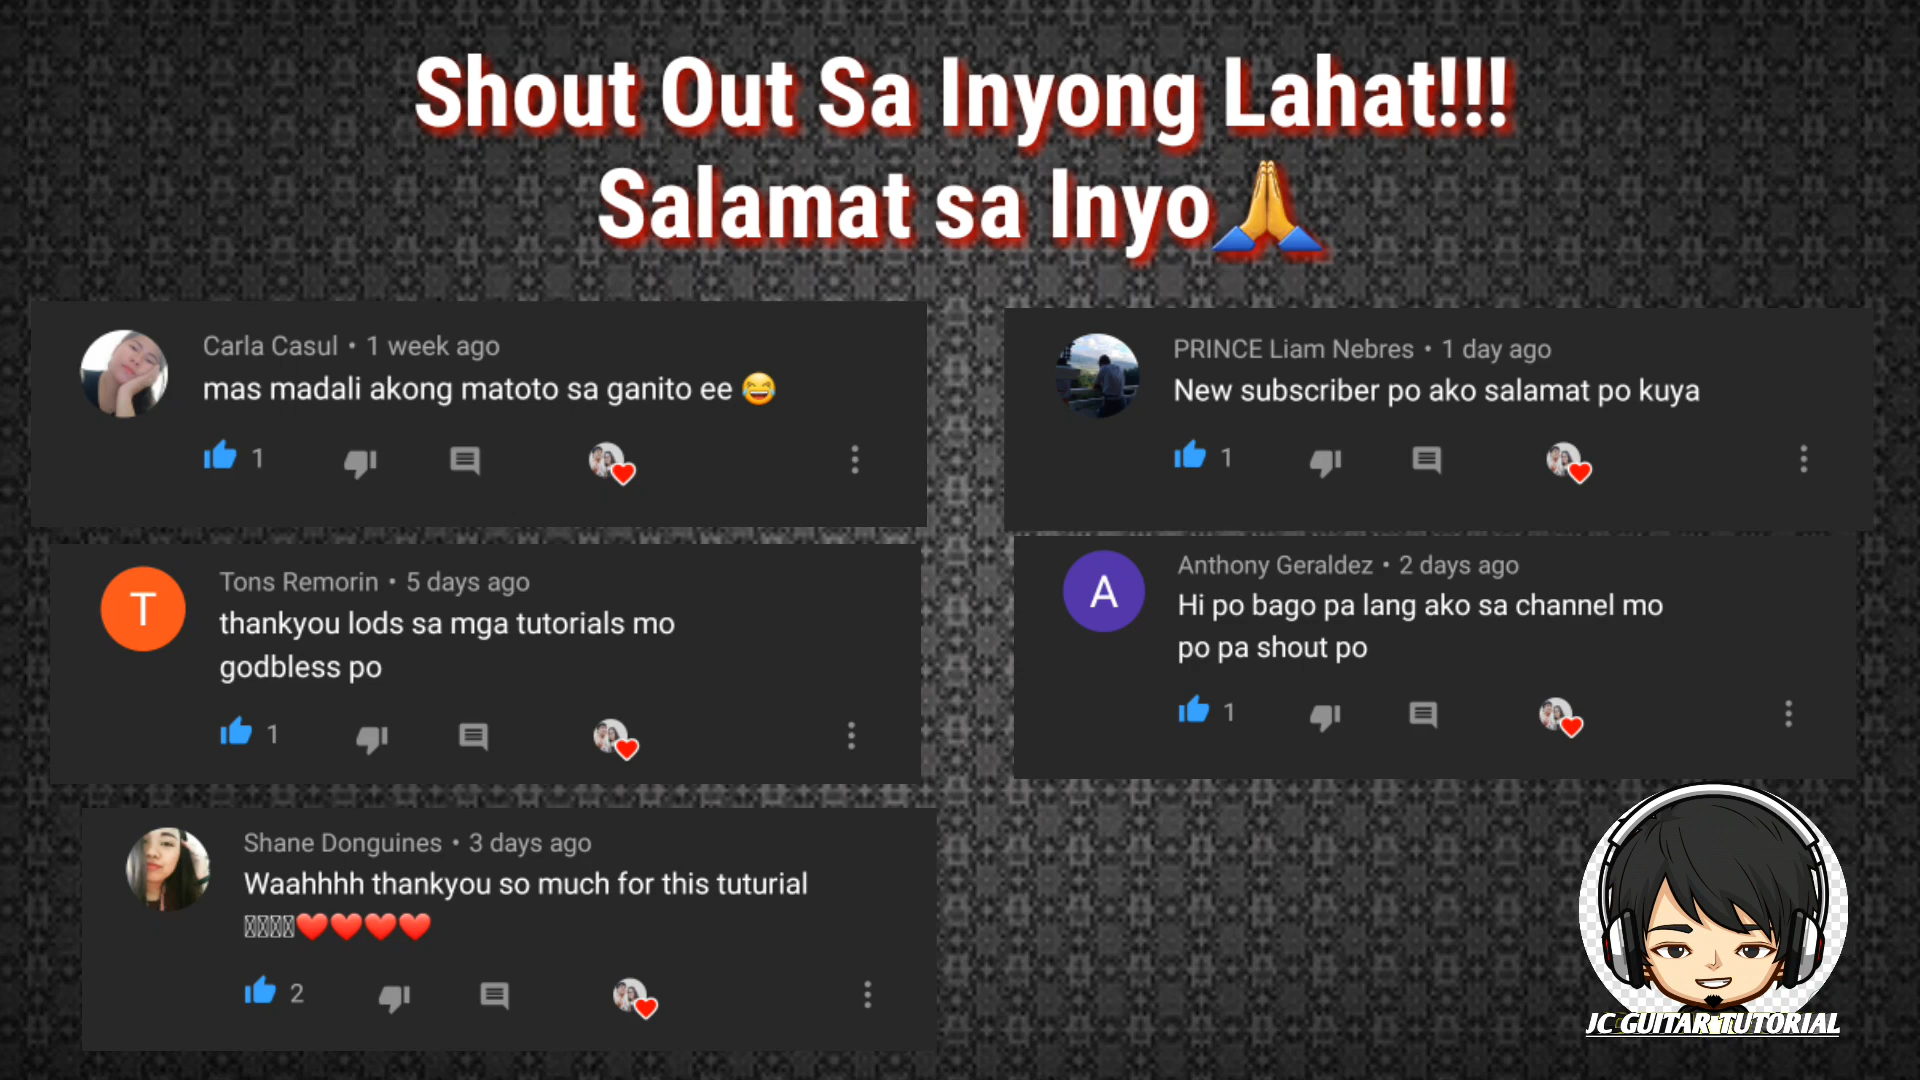 Shout Out Sa Inyong Lahat!!!
Salamat sa Inyo🙏
Carla Casul • 1 week ago
mas madali akong matoto sa ganito ee 😂
1
Tons Remorin • 5 days ago
thankyou lods sa mga tutorials mo
godbless po
T
1
Shane Donguines • 3 days ago
Waahhhh thankyou so much for this tuturial
❤️❤️❤️❤️
2
PRINCE Liam Nebres • 1 day ago
New subscriber po ako salamat po kuya
1
Anthony Geraldez • 2 days ago
Hi po bago pa lang ako sa channel mo
po pa shout po
A
1
JC GUITAR TUTORIAL